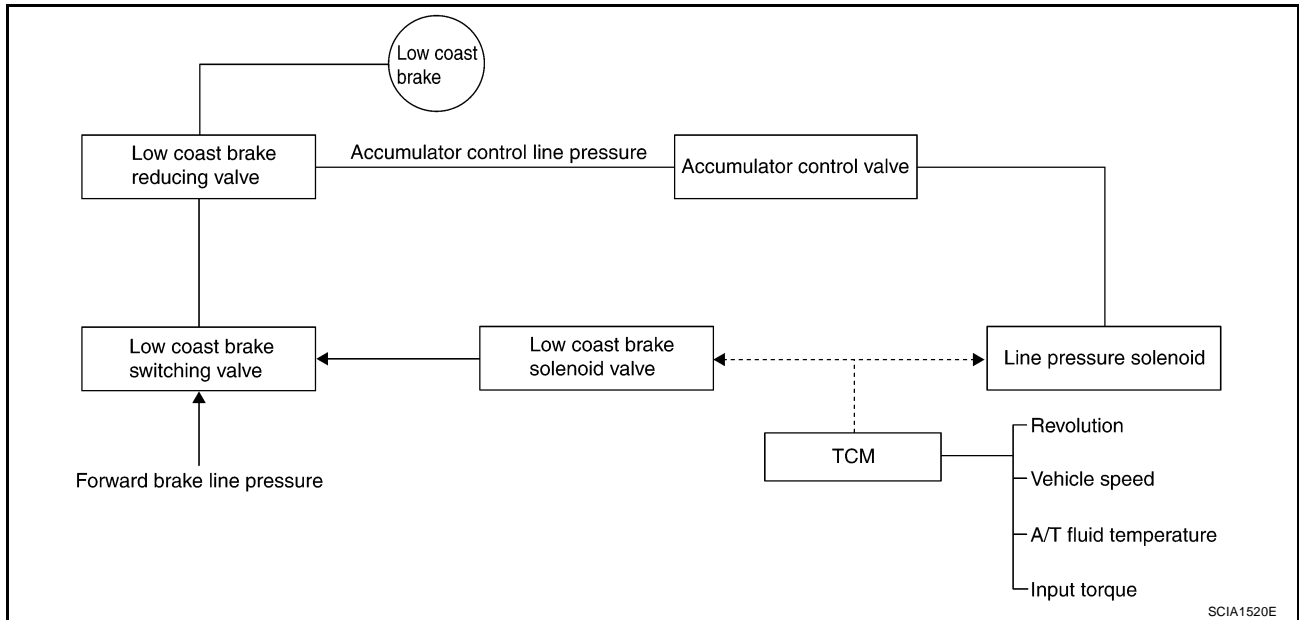 Low coast
brake
Low coast brake
reducing valve
Accumulator control line pressure
Accumulator control valve
Low coast brake
switching valve
Low coast brake
solenoid valve
Line pressure solenoid
Forward brake line pressure
TCM
Revolution
Vehicle speed
A/T fluid temperature
Input torque
SCIA1520E